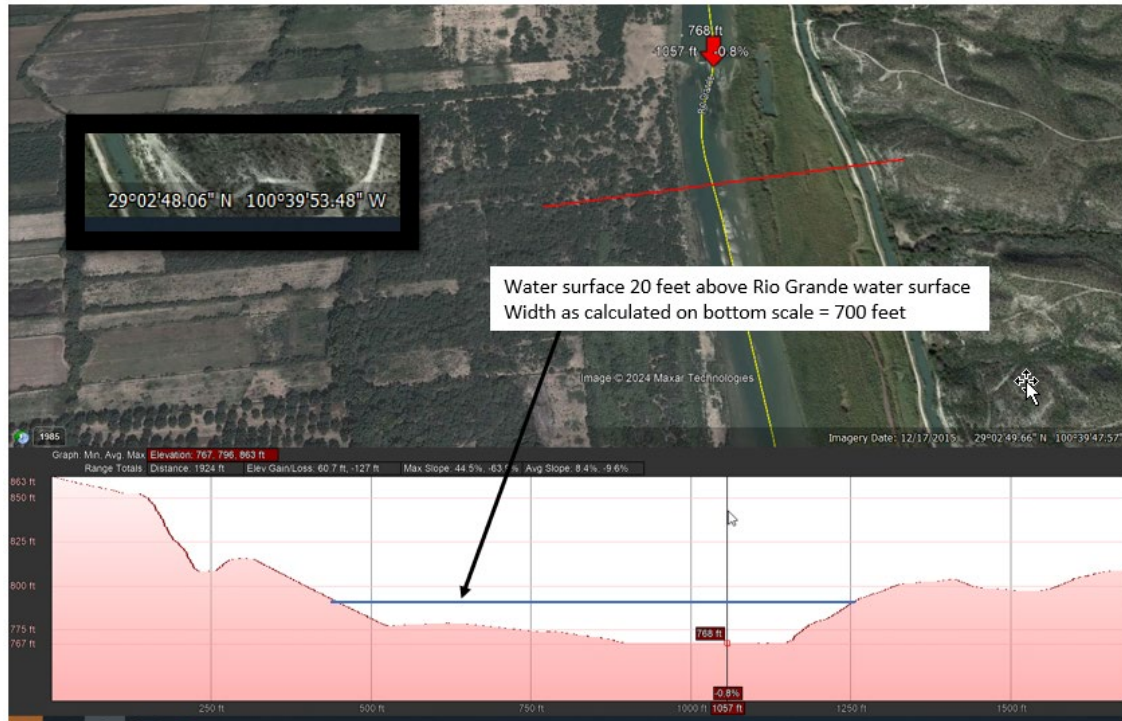 768 ft
1057 ft -0.8%
Rio Grande
29°02'48.06" N 100°39'53.48" W
Water surface 20 feet above Rio Grande water surface
Width as calculated on bottom scale = 700 feet
Image © 2024 Maxar Technologies
1985
Imagery Date: 12/17/2015 29°02'49.66" N 100°39'47.57"
Graph: Min, Avg, Max Elevation: 767, 796, 863 ft
Range Totals Distance: 1924 ft Elev Gain/Loss: 60.7 ft, -127 ft Max Slope: 44.5%, -63.9% Avg Slope: 8.4%, -9.6%
863 ft
850 ft
825 ft
800 ft
775 ft
767 ft
768 ft
-0.8%
250 ft 500 ft 750 ft 1000 ft 1057 ft 1250 ft 1500 ft